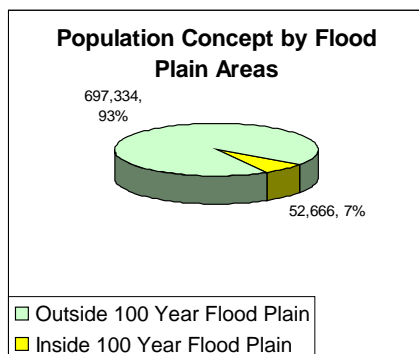 Population Concept by Flood
Plain Areas
697,334,
93%
52,666, 7%
Outside 100 Year Flood Plain
Inside 100 Year Flood Plain